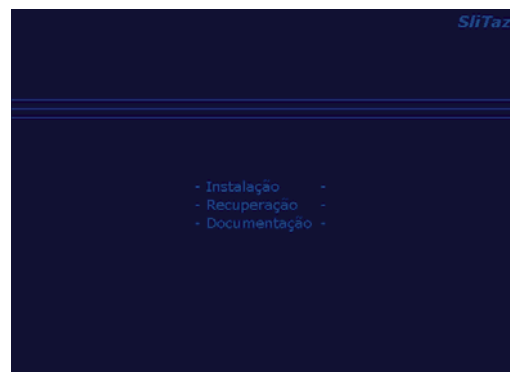 SliTaz
- Instalação -
- Recuperação -
- Documentação -